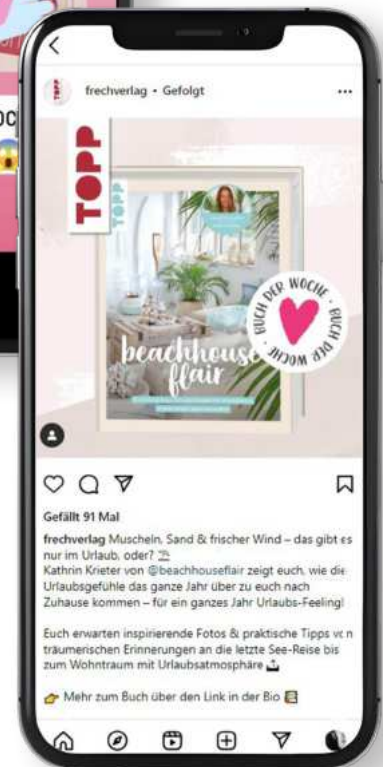 OC
frechverlag • Gefolgt
TOPP
TOPP
beachhouse
flair
BUCH DER WOCHE · BUCH DER WOCHE ·
Gefällt 91 Mal
frechverlag Muscheln, Sand & frischer Wind – das gibt es
nur im Urlaub, oder? ⛱
Kathrin Krieter von @beachhouseflair zeigt euch, wie die
Urlaubsgefühle das ganze Jahr über zu euch nach
Zuhause kommen – für ein ganzes Jahr Urlaubs-Feeling!
Euch erwarten inspirierende Fotos & praktische Tipps von
träumerischen Erinnerungen an die letzte See-Reise bis
zum Wohntraum mit Urlaubsatmosphäre
👉 Mehr zum Buch über den Link in der Bio